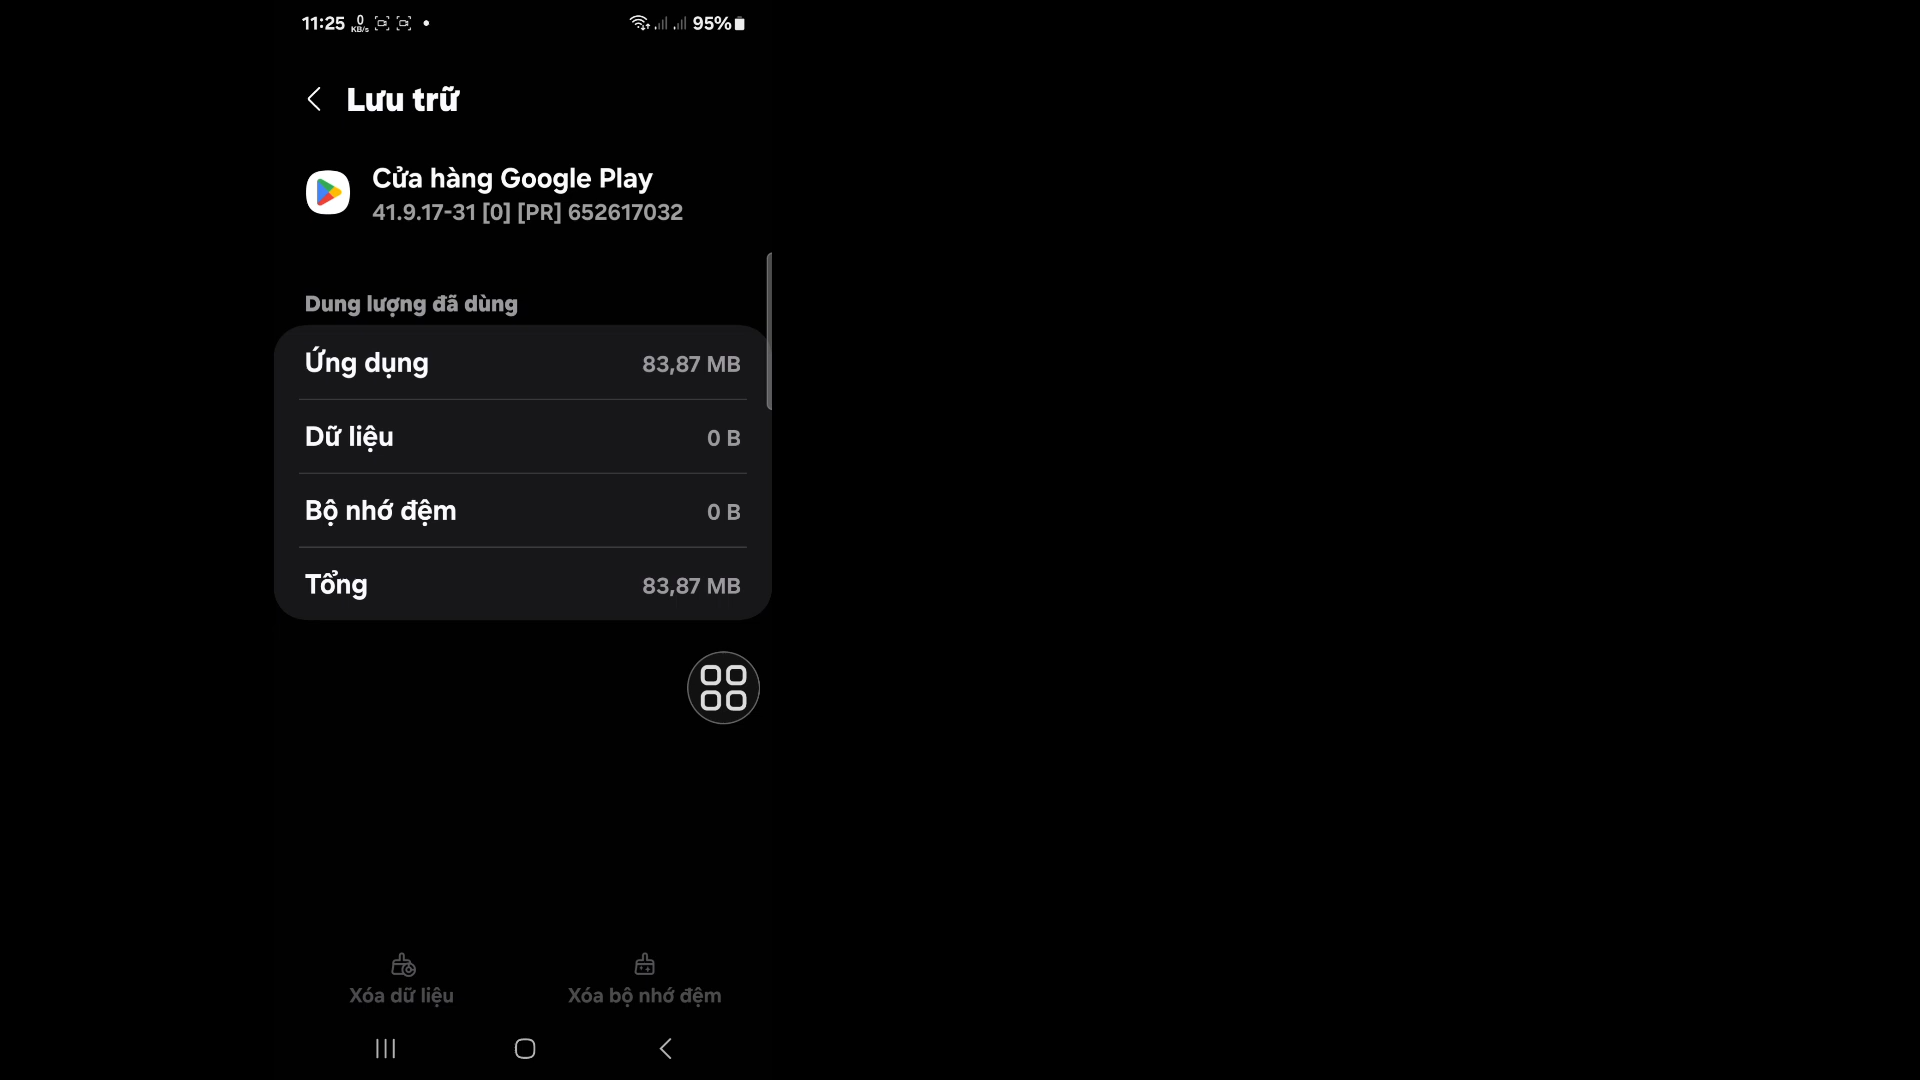 11:25 0 KB/s 95%
Lưu trữ
Cửa hàng Google Play
41.9.17-31 [0] [PR] 652617032
Dung lượng đã dùng
Ứng dụng 83,87 MB
Dữ liệu 0 B
Bộ nhớ đệm 0 B
Tổng 83,87 MB
Xóa dữ liệu Xóa bộ nhớ đệm